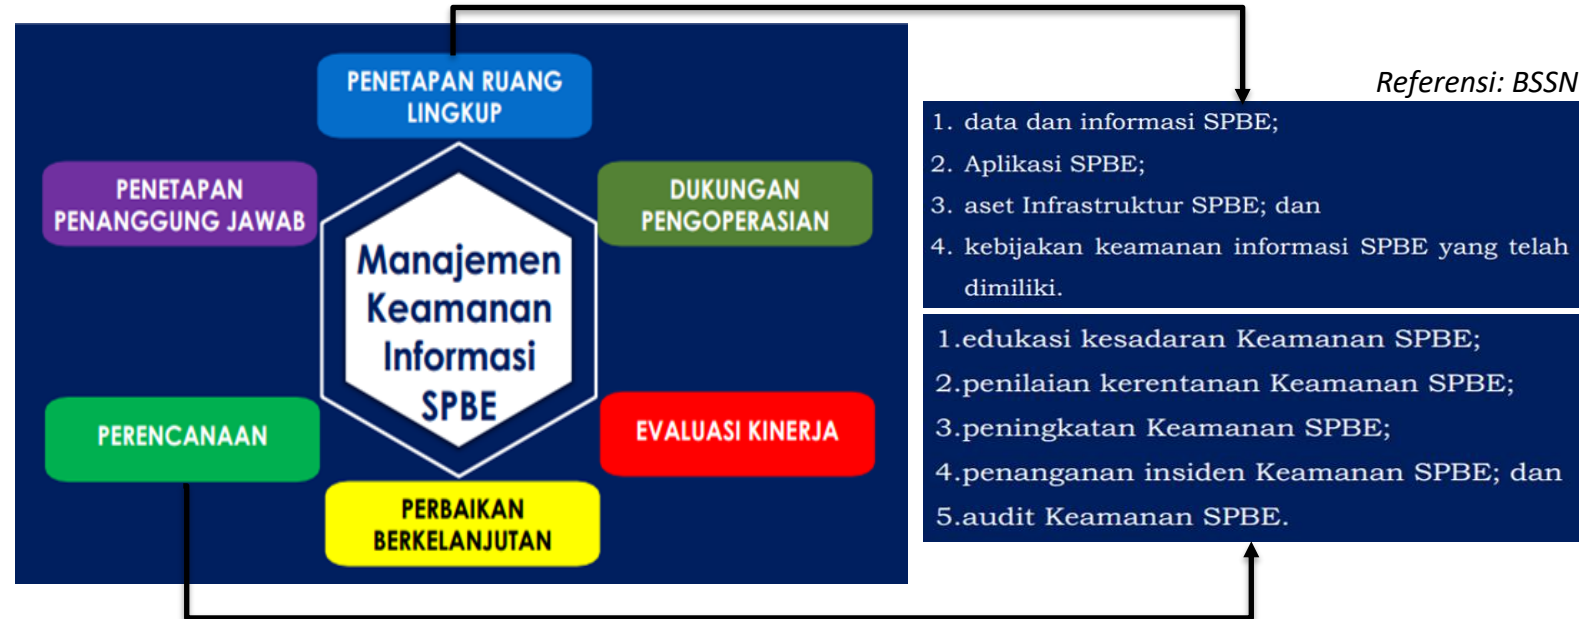 PENETAPAN RUANG
LINGKUP
PENETAPAN
PENANGGUNG JAWAB
DUKUNGAN
PENGOPERASIAN
Manajemen
Keamanan
Informasi
SPBE
PERENCANAAN
EVALUASI KINERJA
PERBAIKAN
BERKELANJUTAN
Referensi: BSSN
1. data dan informasi SPBE;
2. Aplikasi SPBE;
3. aset Infrastruktur SPBE; dan
4. kebijakan keamanan informasi SPBE yang telah
dimiliki.
1.edukasi kesadaran Keamanan SPBE;
2.penilaian kerentanan Keamanan SPBE;
3.peningkatan Keamanan SPBE;
4.penanganan insiden Keamanan SPBE; dan
5.audit Keamanan SPBE.